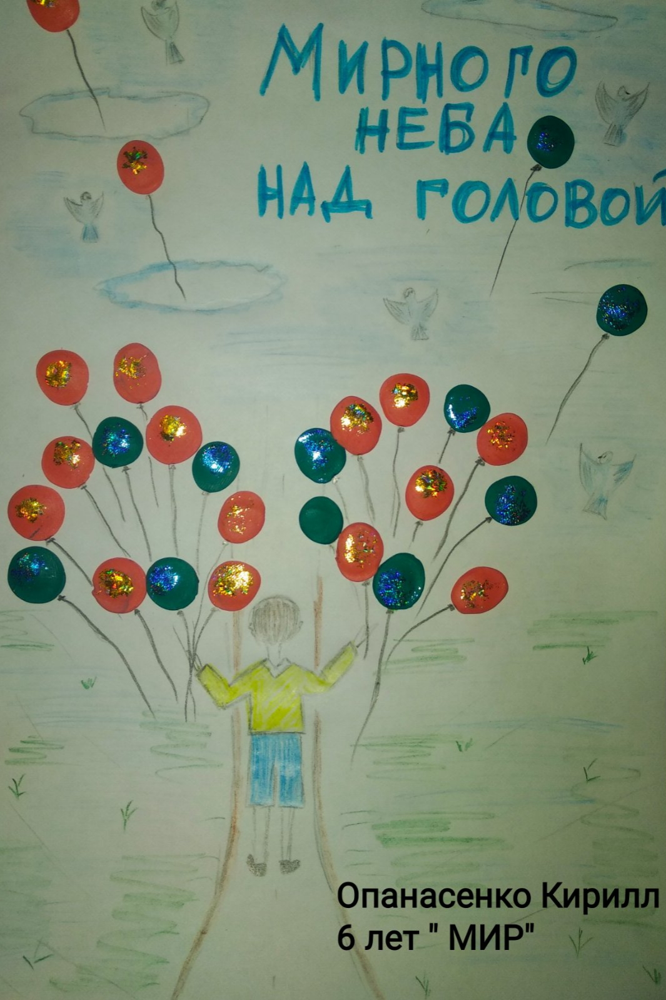 Мирного
НЕБА
НАД ГОЛОВОЙ
Опанасенко Кирилл
6 лет " МИР"